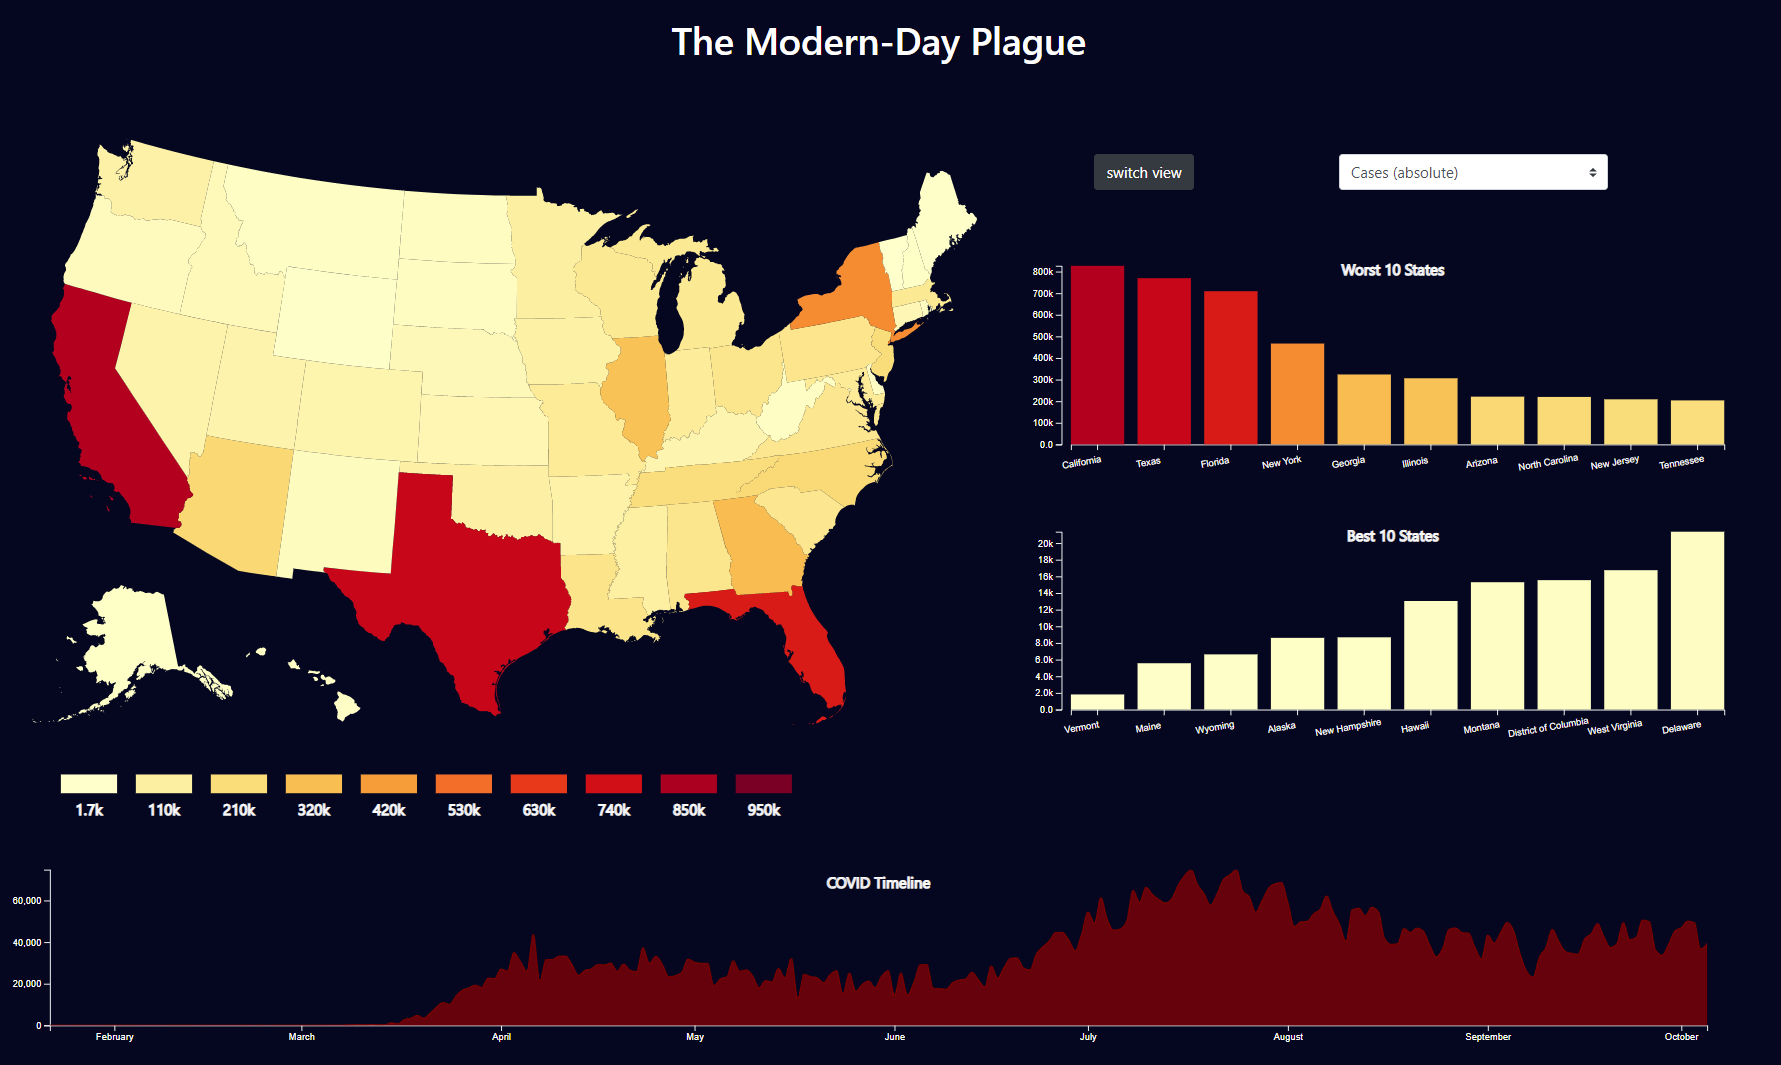 The Modern-Day Plague
switch view
Cases (absolute)
Worst 10 States
800k
700k
600k
500k
400k
300k
200k
100k
0.0
California Texas Florida New York Georgia Illinois Arizona North Carolina New Jersey Tennessee
Best 10 States
20k
18k
16k
14k
12k
10k
8.0k
6.0k
4.0k
2.0k
0.0
Vermont Maine Wyoming Alaska New Hampshire Hawaii Montana District of Columbia West Virginia Delaware
1.7k 110k 210k 320k 420k 530k 630k 740k 850k 950k
COVID Timeline
60,000
40,000
20,000
0
February March April May June July August September October